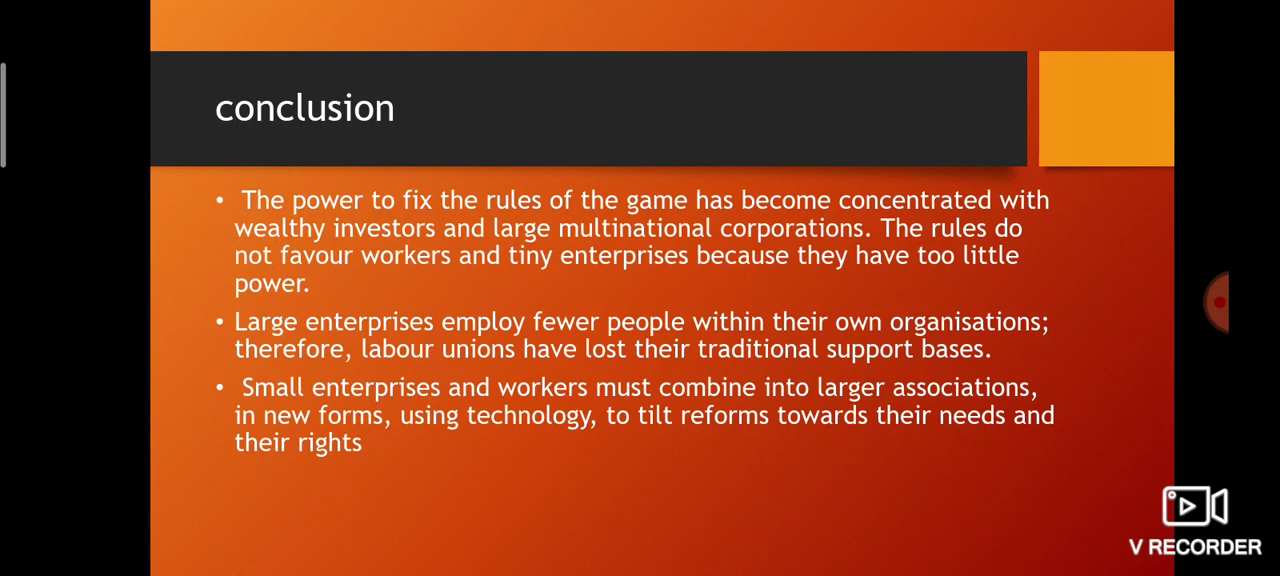 conclusion
• The power to fix the rules of the game has become concentrated with
wealthy investors and large multinational corporations. The rules do
not favour workers and tiny enterprises because they have too little
power.
• Large enterprises employ fewer people within their own organisations;
therefore, labour unions have lost their traditional support bases.
• Small enterprises and workers must combine into larger associations,
in new forms, using technology, to tilt reforms towards their needs and
their rights
V RECORDER